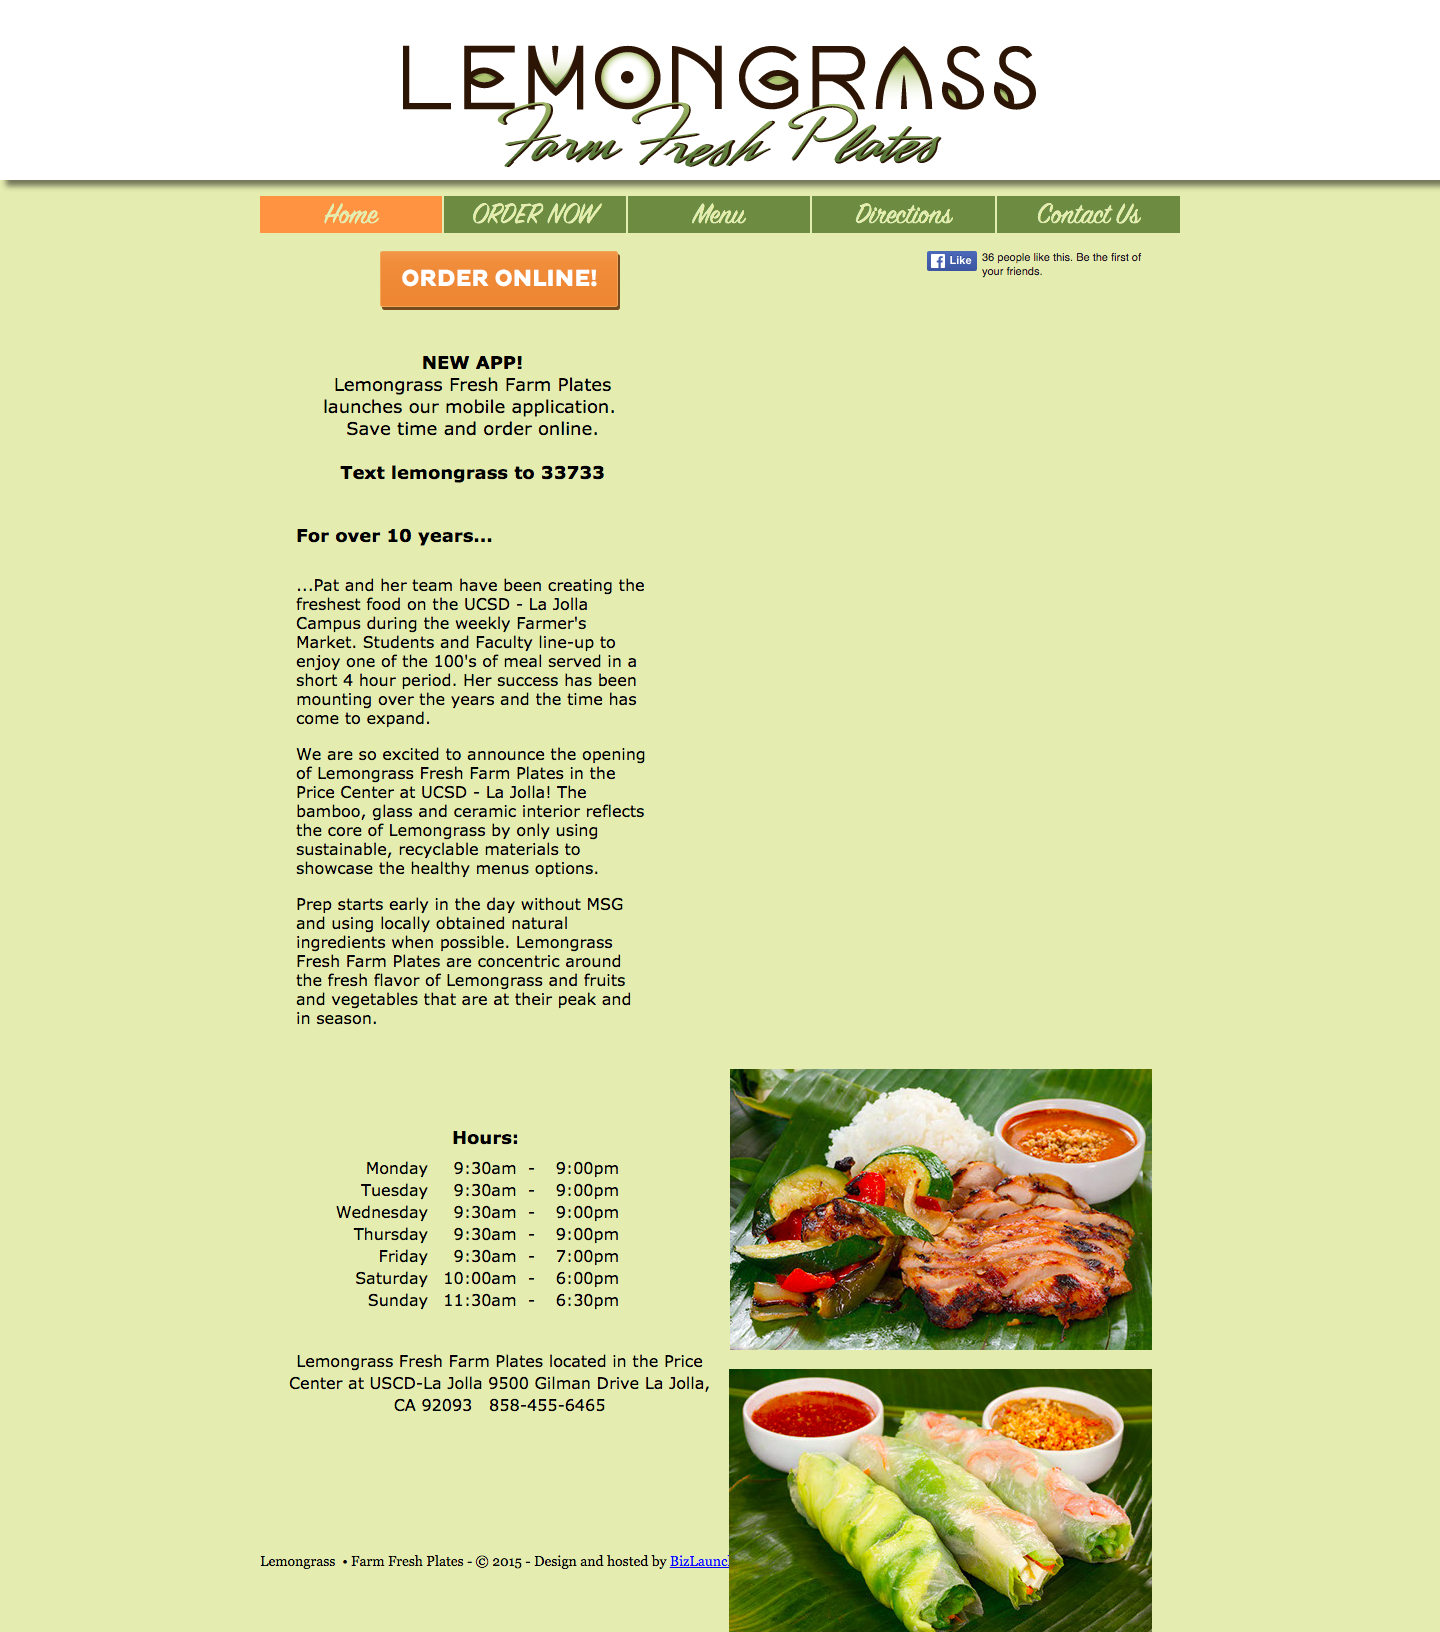 LEMONGRASS
Farm Fresh Plates
Home ORDER NOW Menu Directions Contact Us
ORDER ONLINE!
Like 36 people like this. Be the first of
your friends.
NEW APP!
Lemongrass Fresh Farm Plates
launches our mobile application.
Save time and order online.
Text lemongrass to 33733
For over 10 years...
...Pat and her team have been creating the
freshest food on the UCSD - La Jolla
Campus during the weekly Farmer's
Market. Students and Faculty line-up to
enjoy one of the 100's of meal served in a
short 4 hour period. Her success has been
mounting over the years and the time has
come to expand.
We are so excited to announce the opening
of Lemongrass Fresh Farm Plates in the
Price Center at UCSD - La Jolla! The
bamboo, glass and ceramic interior reflects
the core of Lemongrass by only using
sustainable, recyclable materials to
showcase the healthy menus options.
Prep starts early in the day without MSG
and using locally obtained natural
ingredients when possible. Lemongrass
Fresh Farm Plates are concentric around
the fresh flavor of Lemongrass and fruits
and vegetables that are at their peak and
in season.
Hours:
Monday 9:30am - 9:00pm
Tuesday 9:30am - 9:00pm
Wednesday 9:30am - 9:00pm
Thursday 9:30am - 9:00pm
Friday 9:30am - 7:00pm
Saturday 10:00am - 6:00pm
Sunday 11:30am - 6:30pm
Lemongrass Fresh Farm Plates located in the Price
Center at USCD-La Jolla 9500 Gilman Drive La Jolla,
CA 92093 858-455-6465
Lemongrass • Farm Fresh Plates - © 2015 - Design and hosted by